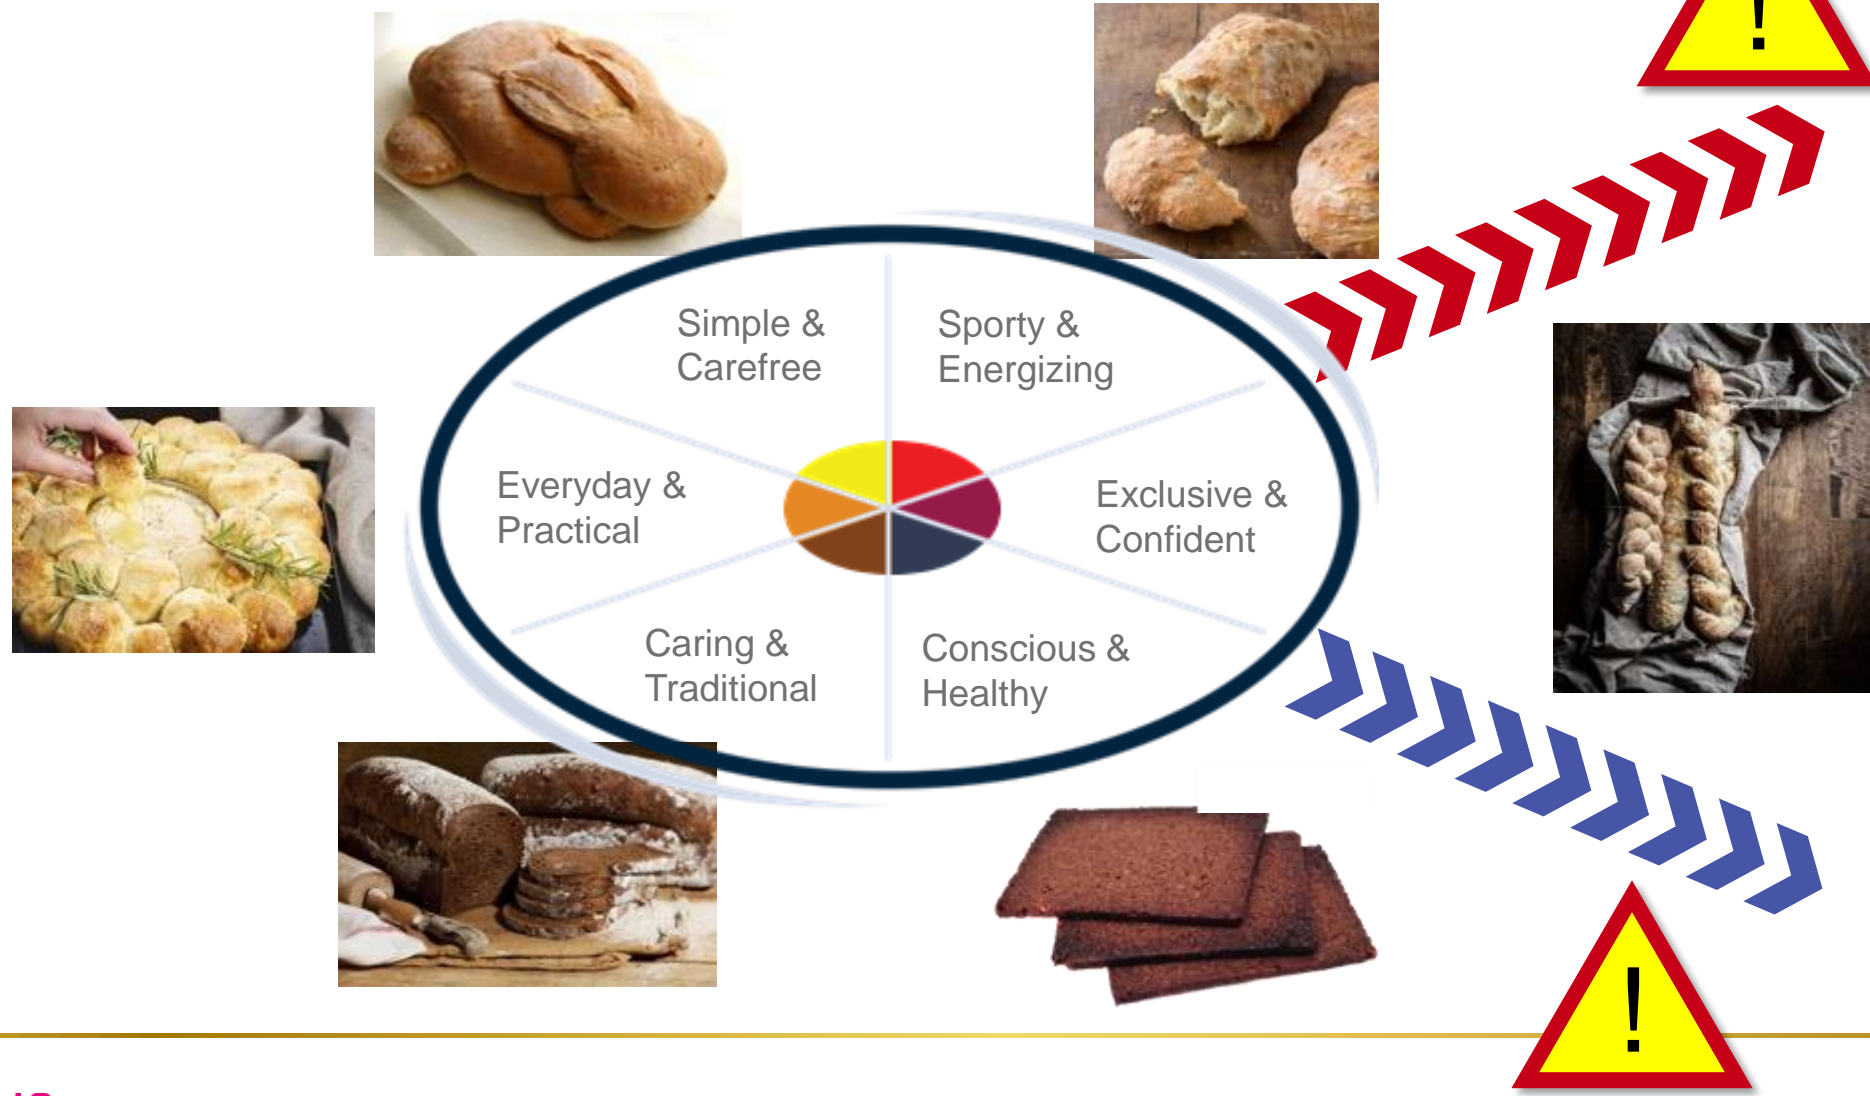 !
Simple &
Carefree
Sporty &
Energizing
Everyday &
Practical
Exclusive &
Confident
Caring &
Traditional
Conscious &
Healthy
!